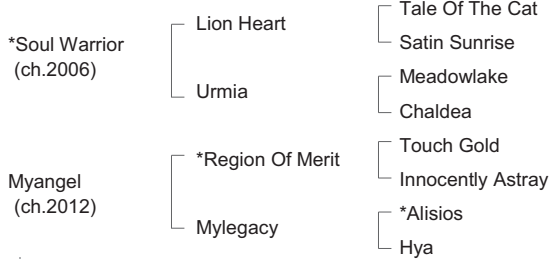 Tale Of The Cat
Lion Heart
Satin Sunrise
*Soul Warrior
(ch.2006)
Meadowlake
Urmia
Chaldea
Touch Gold
*Region Of Merit
Innocently Astray
Myangel
(ch.2012)
*Alisios
Mylegacy
Hya